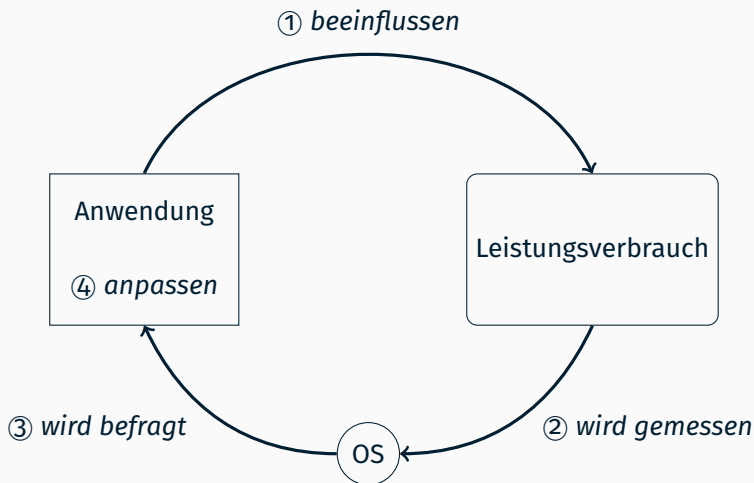 ① beeinflussen
Anwendung
④ anpassen
Leistungsverbrauch
③ wird befragt
② wird gemessen
OS